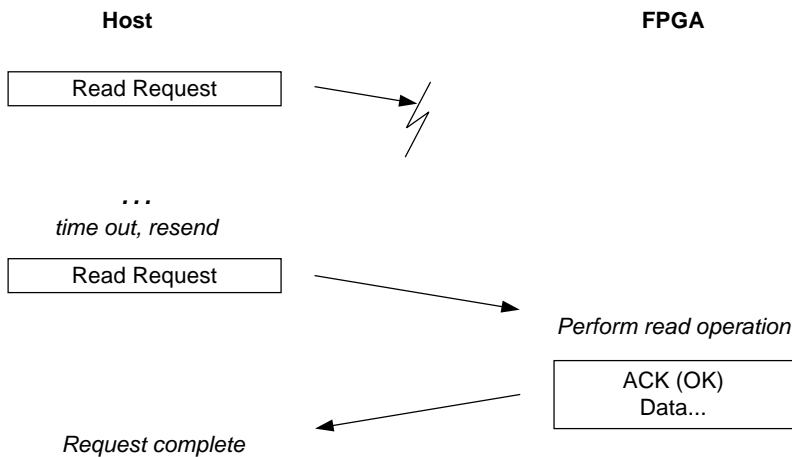 Host
FPGA
Read Request
...
time out, resend
Read Request
Perform read operation
ACK (OK)
Data...
Request complete